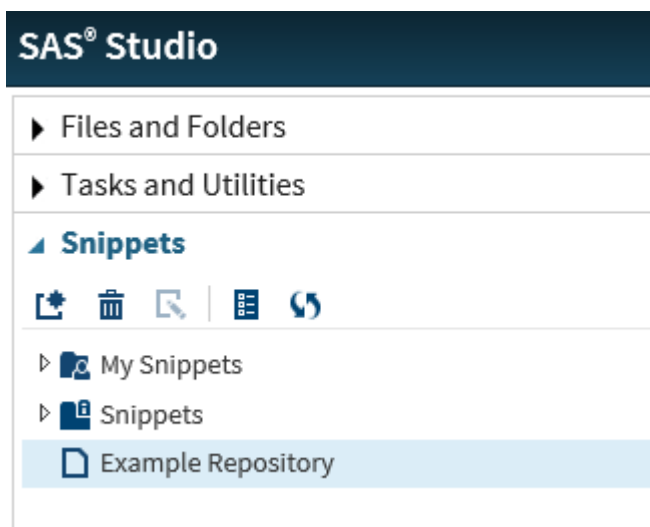 SAS® Studio
Files and Folders
Tasks and Utilities
Snippets
My Snippets
Snippets
Example Repository